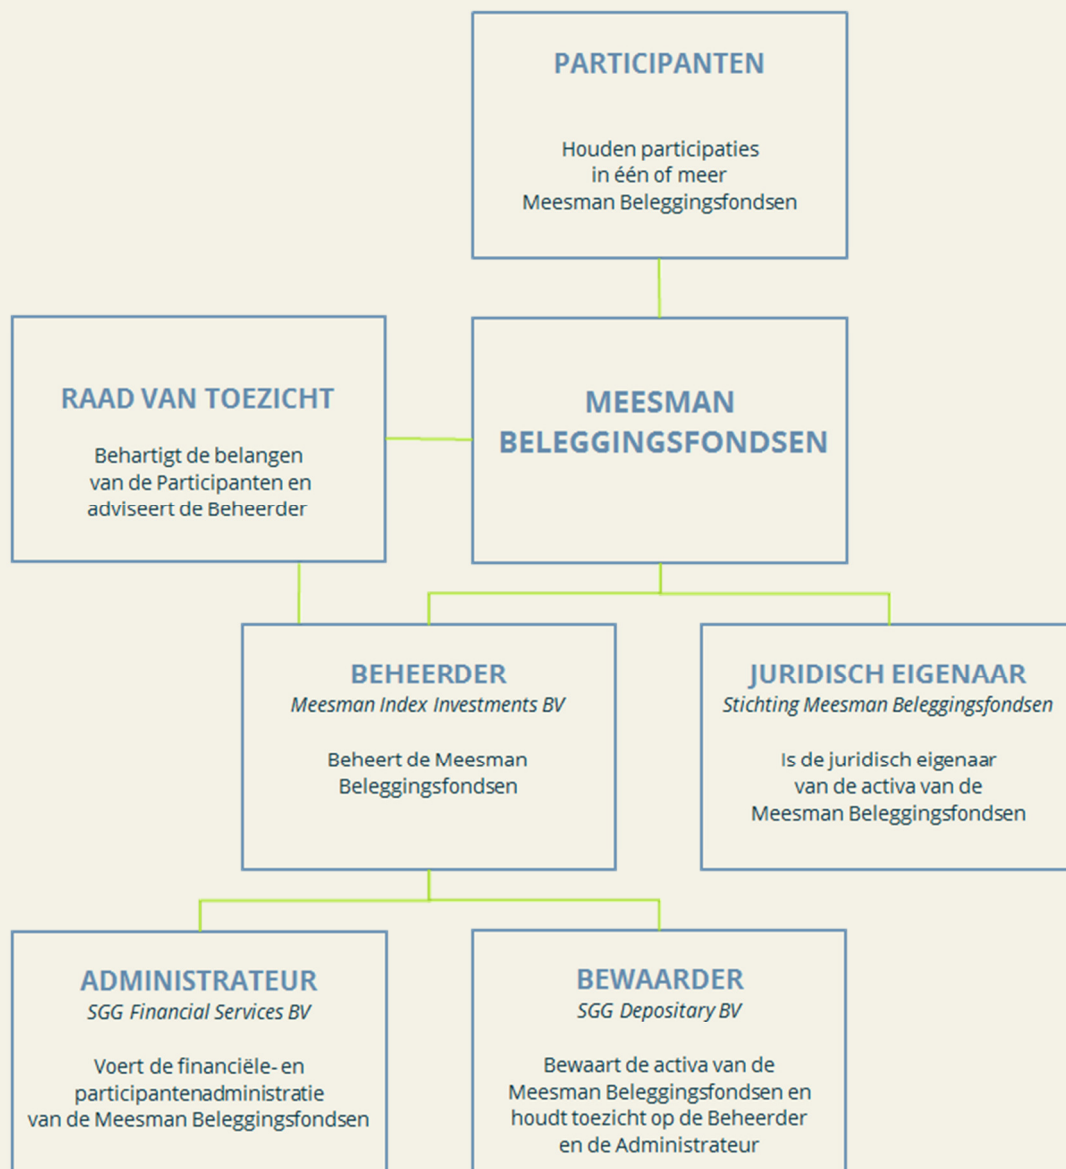 PARTICIPANTEN
Houden participaties
in één of meer
Meesman Beleggingsfondsen
RAAD VAN TOEZICHT
Behartigt de belangen
van de Participanten en
adviseert de Beheerder
MEESMAN
BELEGGINGSFONDSEN
BEHEERDER
Meesman Index Investments BV
Beheert de Meesman
Beleggingsfondsen
JURIDISCH EIGENAAR
Stichting Meesman Beleggingsfondsen
Is de juridisch eigenaar
van de activa van de
Meesman Beleggingsfondsen
ADMINISTRATEUR
SGG Financial Services BV
Voert de financiële- en
participantenadministratie
van de Meesman Beleggingsfondsen
BEWAARDER
SGG Depositary BV
Bewaart de activa van de
Meesman Beleggingsfondsen en
houdt toezicht op de Beheerder
en de Administrateur